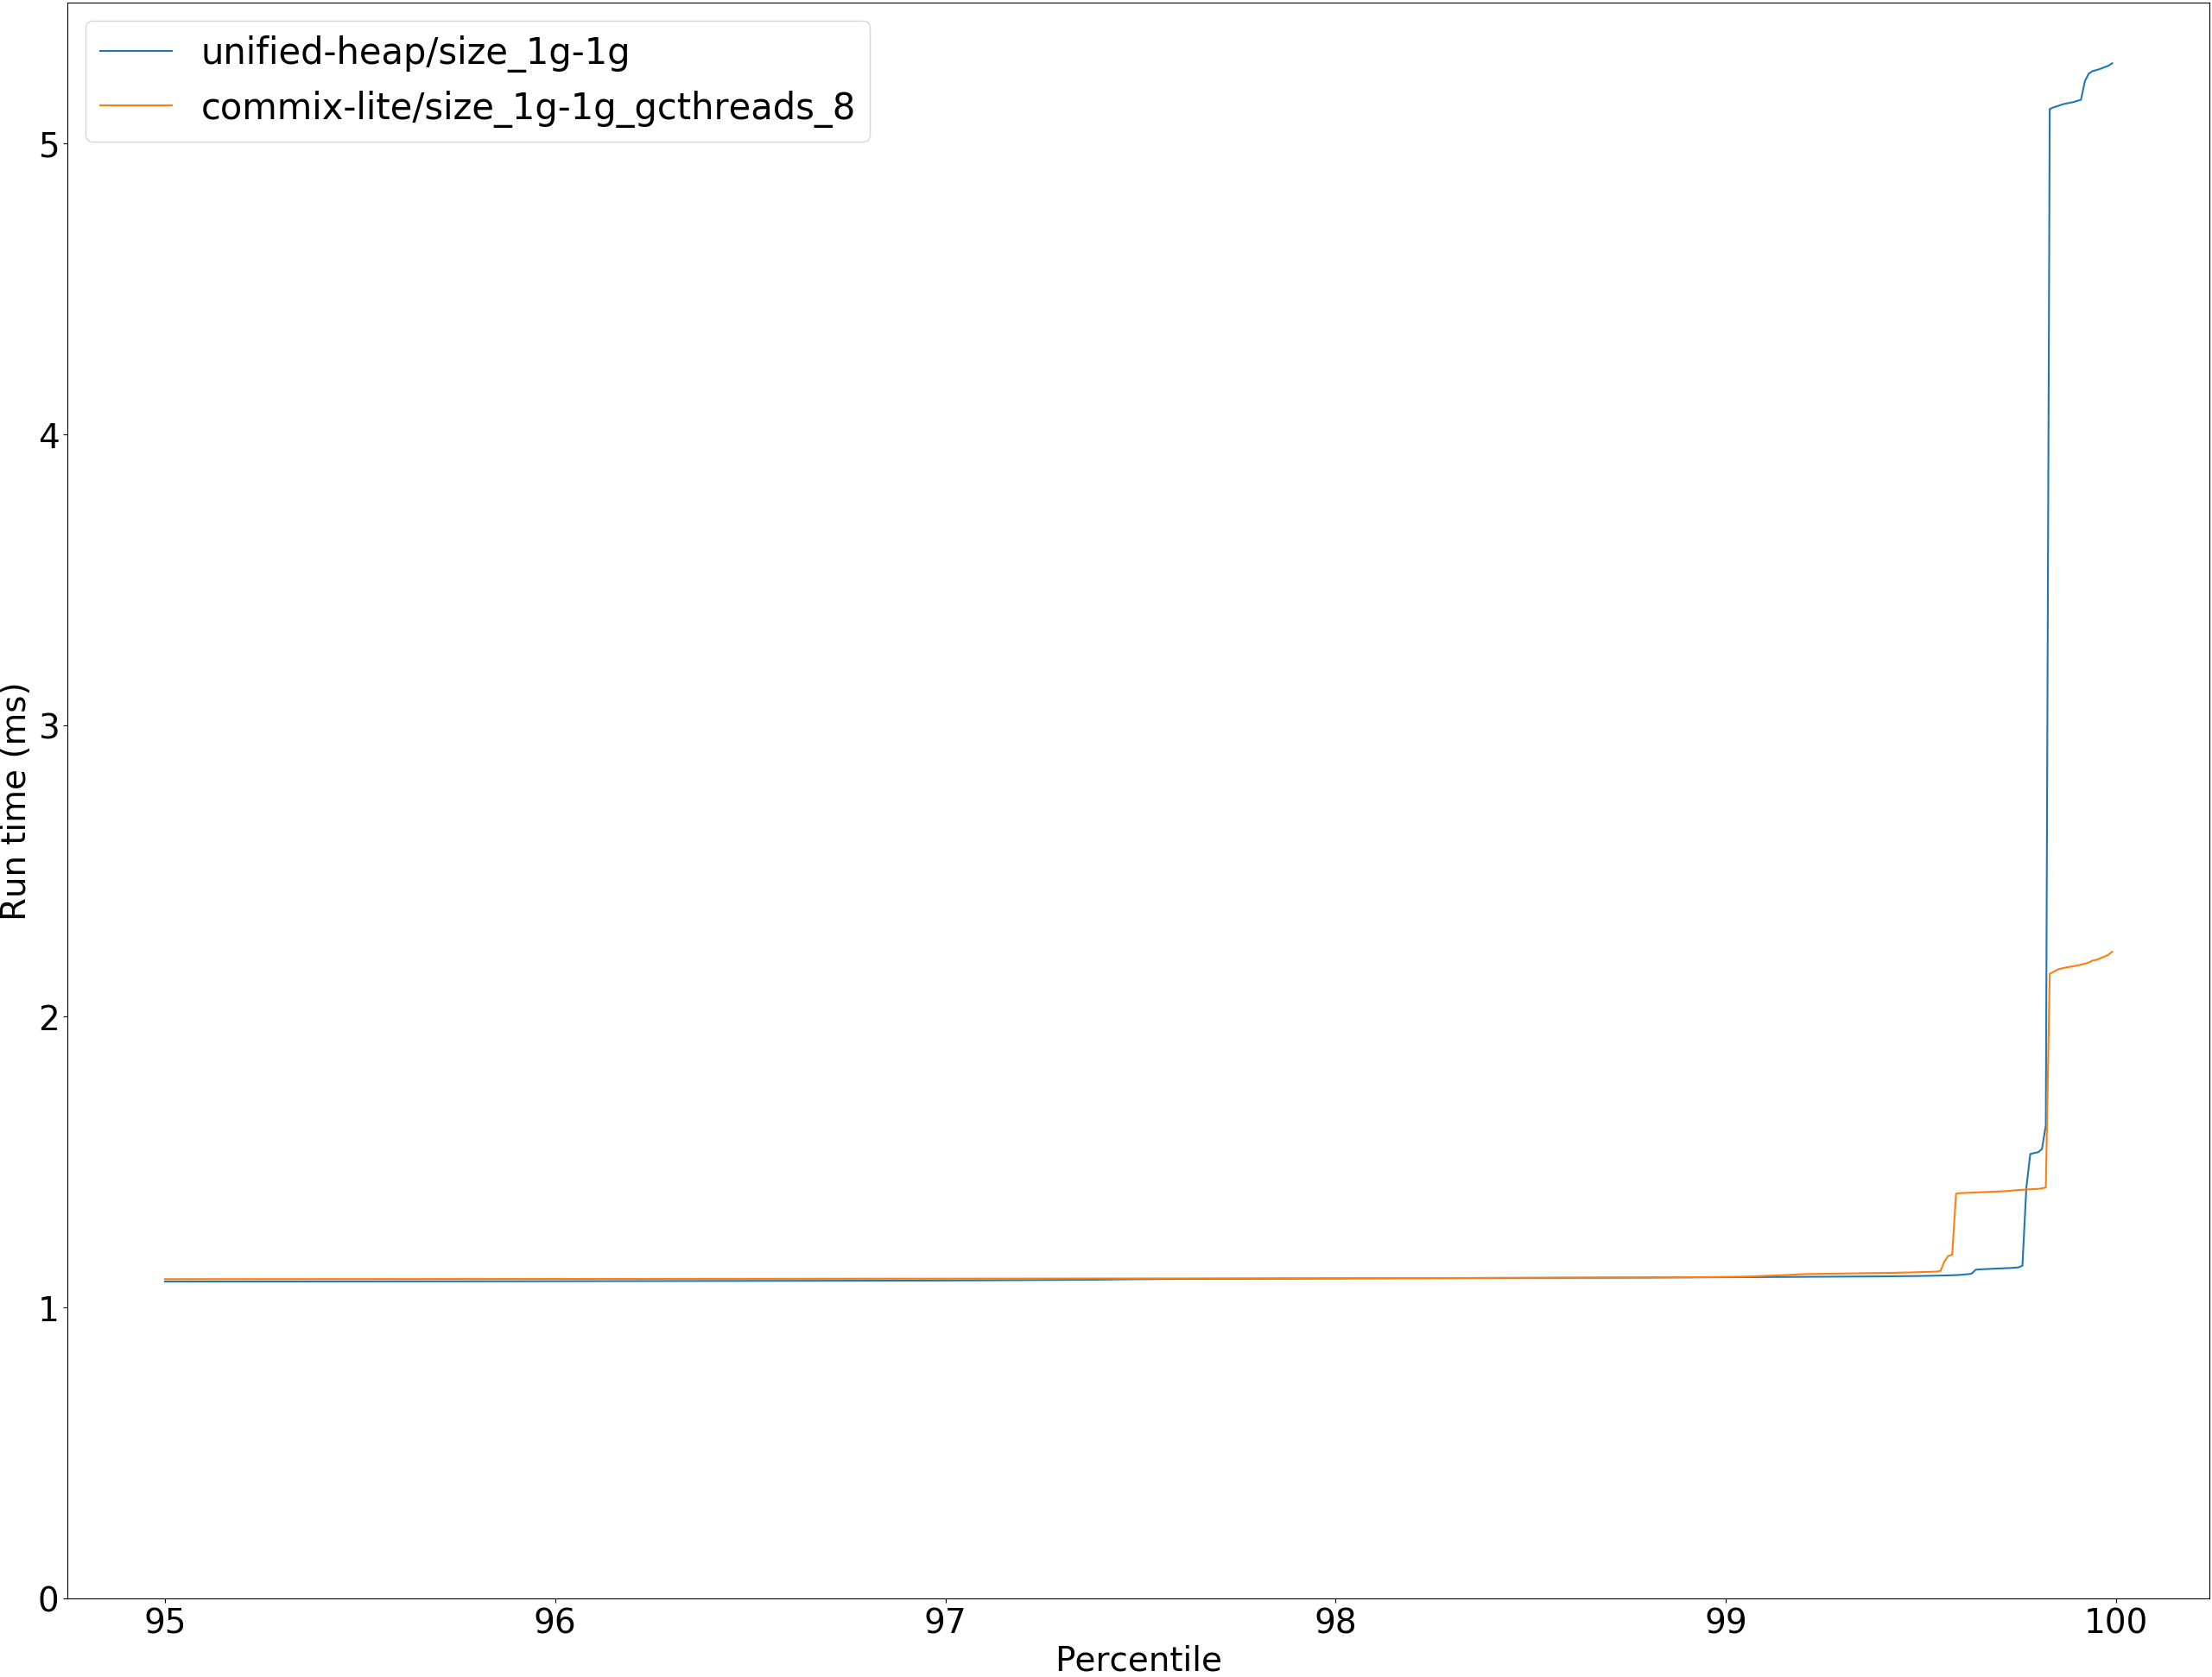 unified-heap/size_1g-1g
commix-lite/size_1g-1g_gcthreads_8
5
4
3
2
1
0
Run time (ms)
95 96 97 98 99 100
Percentile